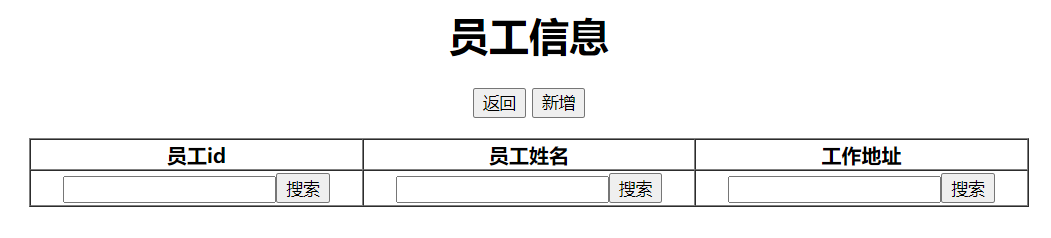 员工信息
返回 新增
员工id 员工姓名 工作地址
搜索 搜索 搜索